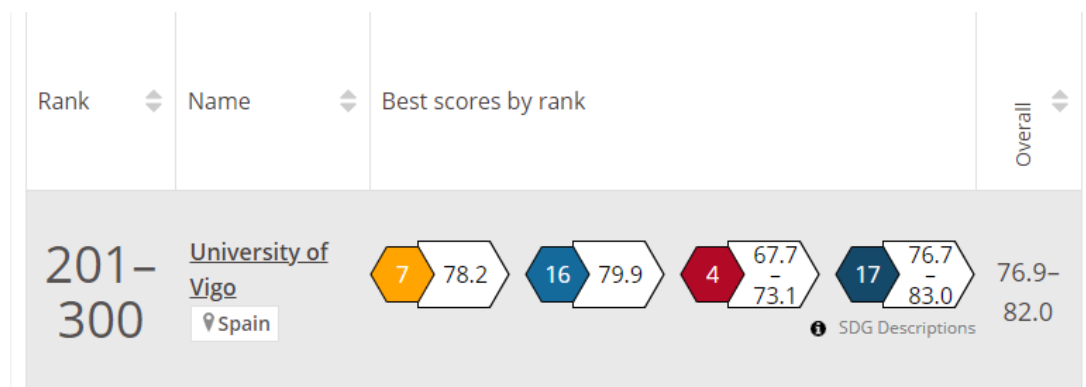 Rank
Name
Best scores by rank
Overall
201–
300
University of
Vigo
Spain
7
78.2
16
79.9
4
67.7
–
73.1
17
76.7
–
83.0
76.9–
82.0
SDG Descriptions